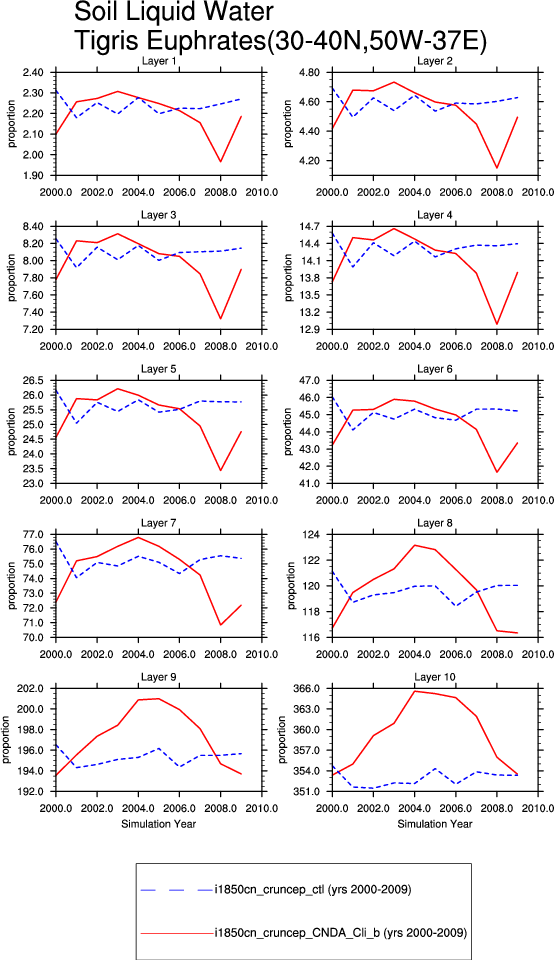 Soil Liquid Water
Tigris Euphrates(30-40N,50W-37E)
Layer 1
2.40
2.30
2.20
2.10
2.00
1.90
proportion
2000.0 2002.0 2004.0 2006.0 2008.0 2010.0
Layer 2
4.80
4.60
4.40
4.20
proportion
2000.0 2002.0 2004.0 2006.0 2008.0 2010.0
Layer 3
8.40
8.20
8.00
7.80
7.60
7.40
7.20
proportion
2000.0 2002.0 2004.0 2006.0 2008.0 2010.0
Layer 4
14.7
14.4
14.1
13.8
13.5
13.2
12.9
proportion
2000.0 2002.0 2004.0 2006.0 2008.0 2010.0
Layer 5
26.5
26.0
25.5
25.0
24.5
24.0
23.5
23.0
proportion
2000.0 2002.0 2004.0 2006.0 2008.0 2010.0
Layer 6
47.0
46.0
45.0
44.0
43.0
42.0
41.0
proportion
2000.0 2002.0 2004.0 2006.0 2008.0 2010.0
Layer 7
77.0
76.0
75.0
74.0
73.0
72.0
71.0
70.0
proportion
2000.0 2002.0 2004.0 2006.0 2008.0 2010.0
Layer 8
124
122
120
118
116
proportion
2000.0 2002.0 2004.0 2006.0 2008.0 2010.0
Layer 9
202.0
200.0
198.0
196.0
194.0
192.0
proportion
2000.0 2002.0 2004.0 2006.0 2008.0 2010.0
Simulation Year
Layer 10
366.0
363.0
360.0
357.0
354.0
351.0
proportion
2000.0 2002.0 2004.0 2006.0 2008.0 2010.0
Simulation Year
i1850cn_cruncep_ctl (yrs 2000-2009)
i1850cn_cruncep_CNDA_Cli_b (yrs 2000-2009)